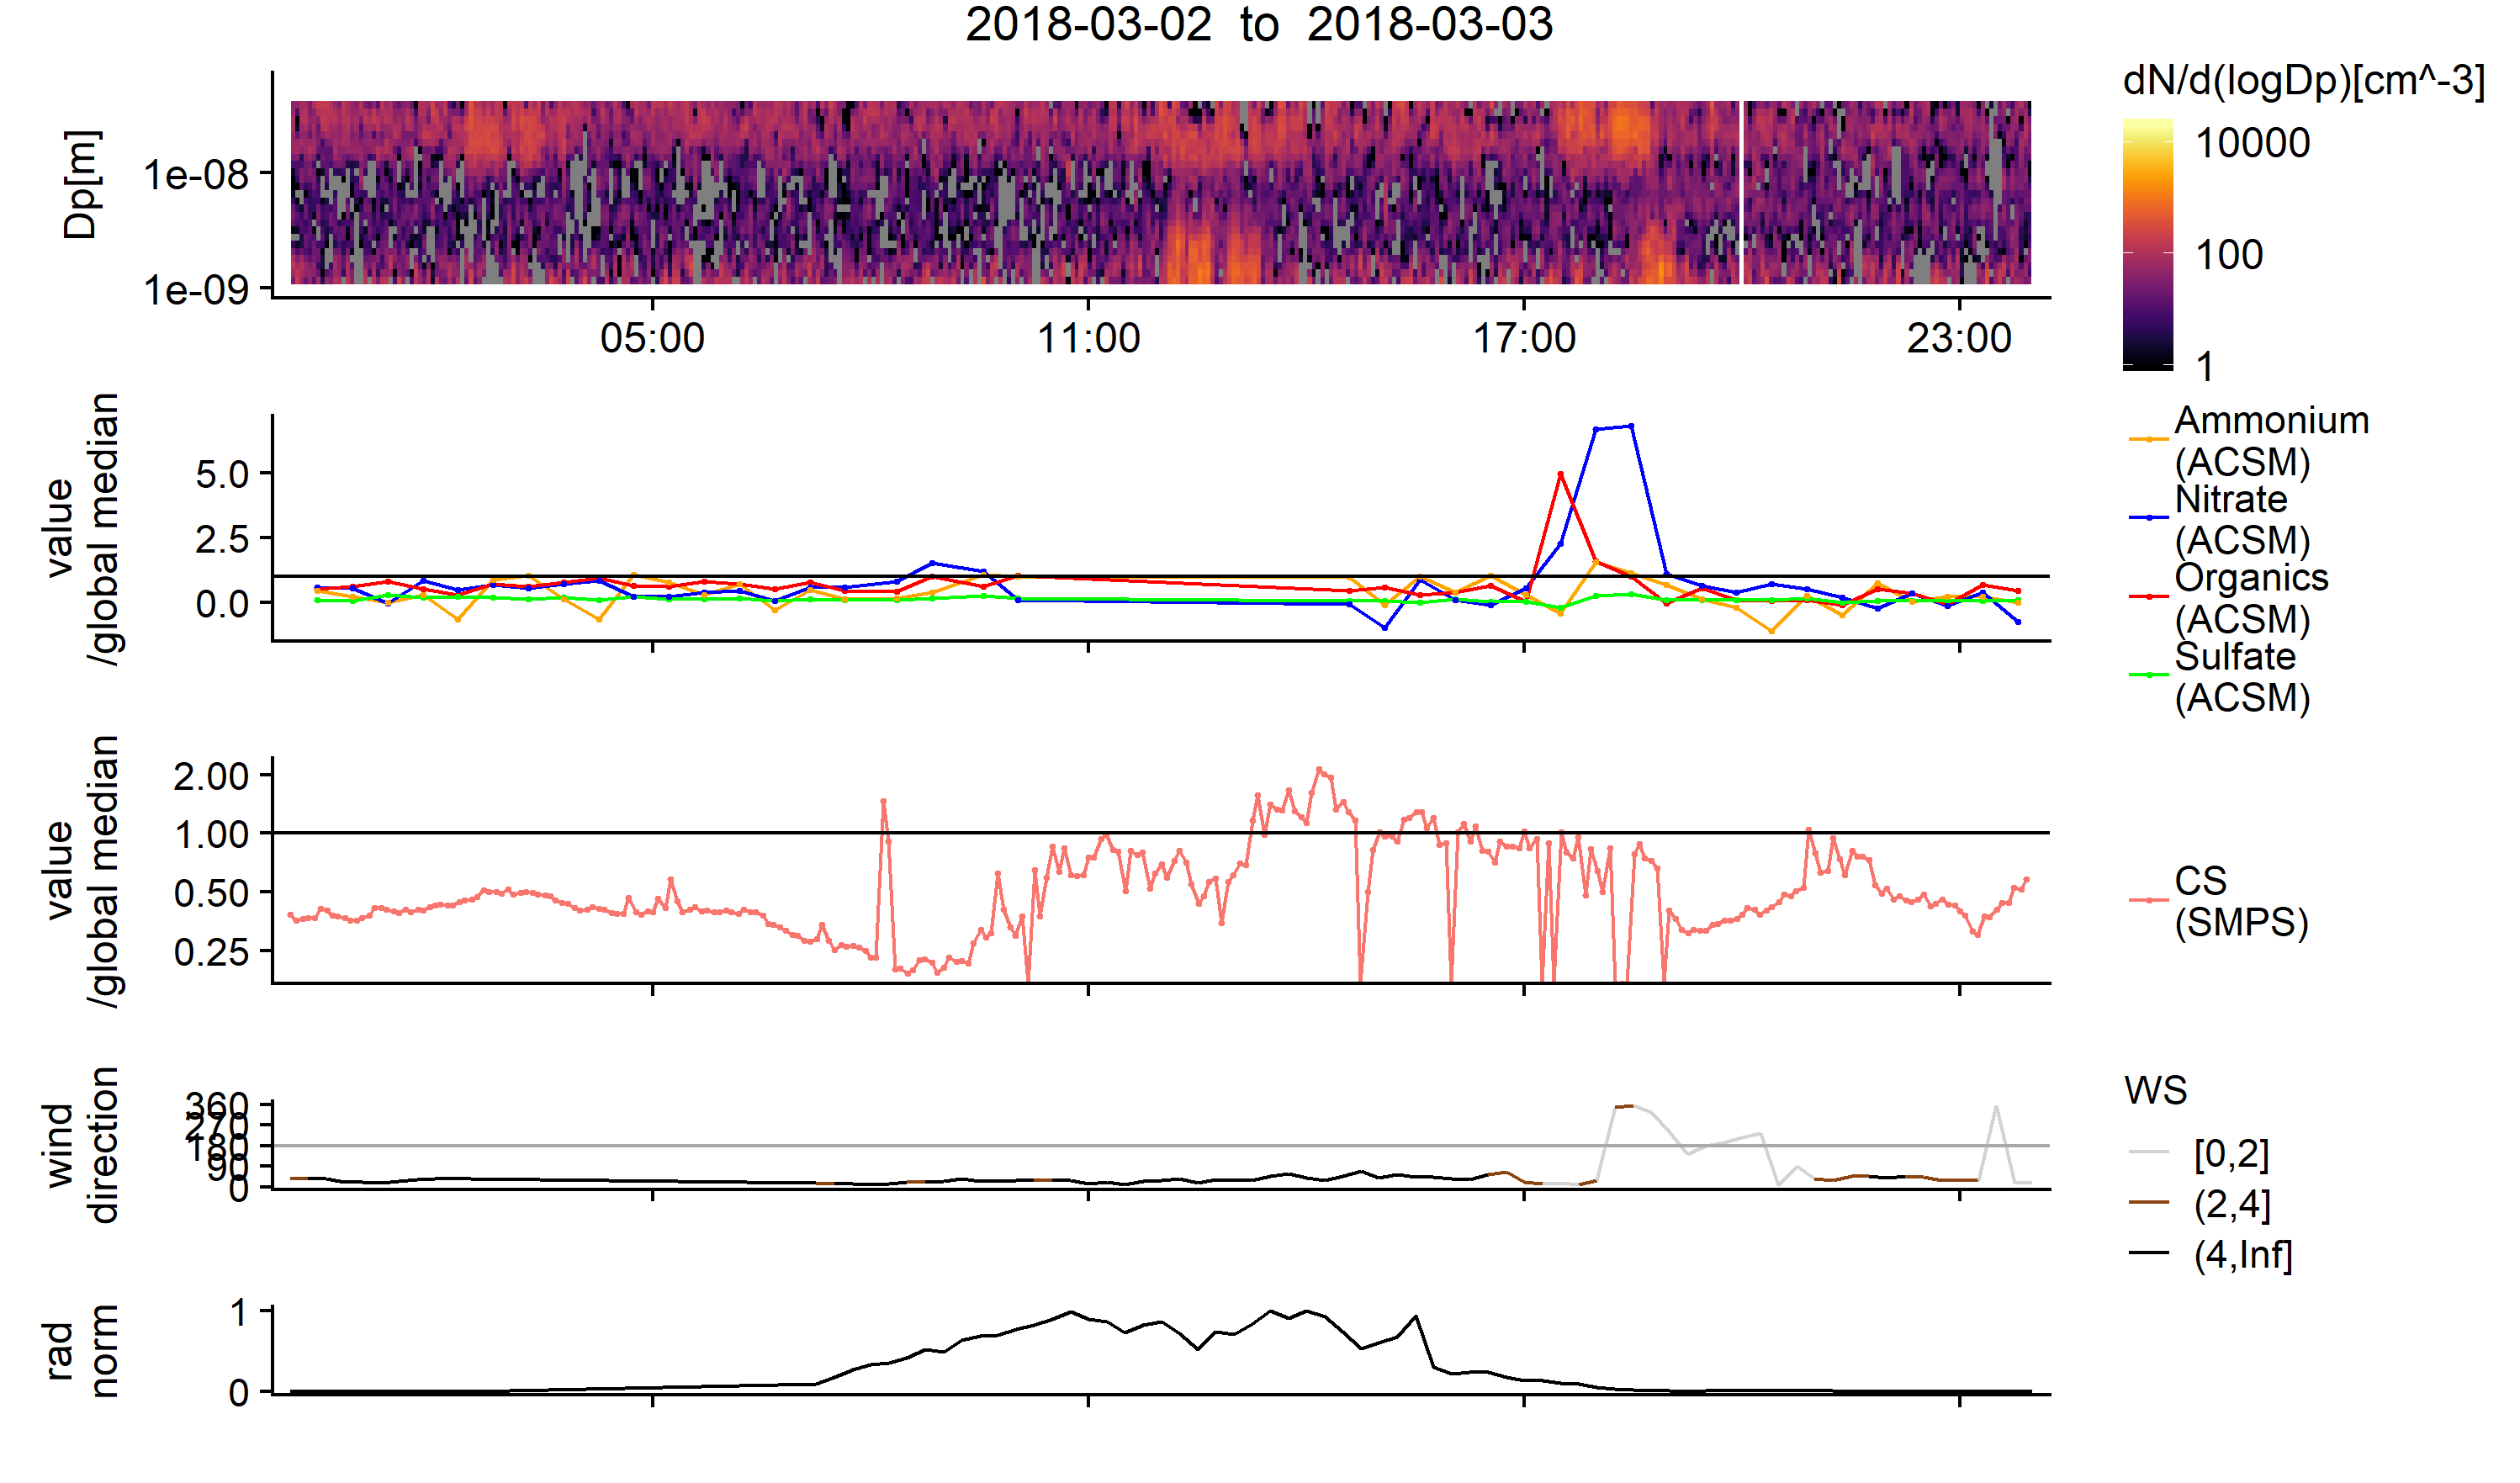 2018-03-02 to 2018-03-03
Dp[m]
1e-08
1e-09
05:00
11:00
17:00
23:00
dN/d(logDp)[cm^-3]
10000
100
1
value
/global median
5.0
2.5
0.0
Ammonium
(ACSM)
Nitrate
(ACSM)
Organics
(ACSM)
Sulfate
(ACSM)
value
/global median
2.00
1.00
0.50
0.25
CS
(SMPS)
wind
direction
360
270
180
90
0
WS
[0,2]
(2,4]
(4,Inf]
rad
norm
1
0